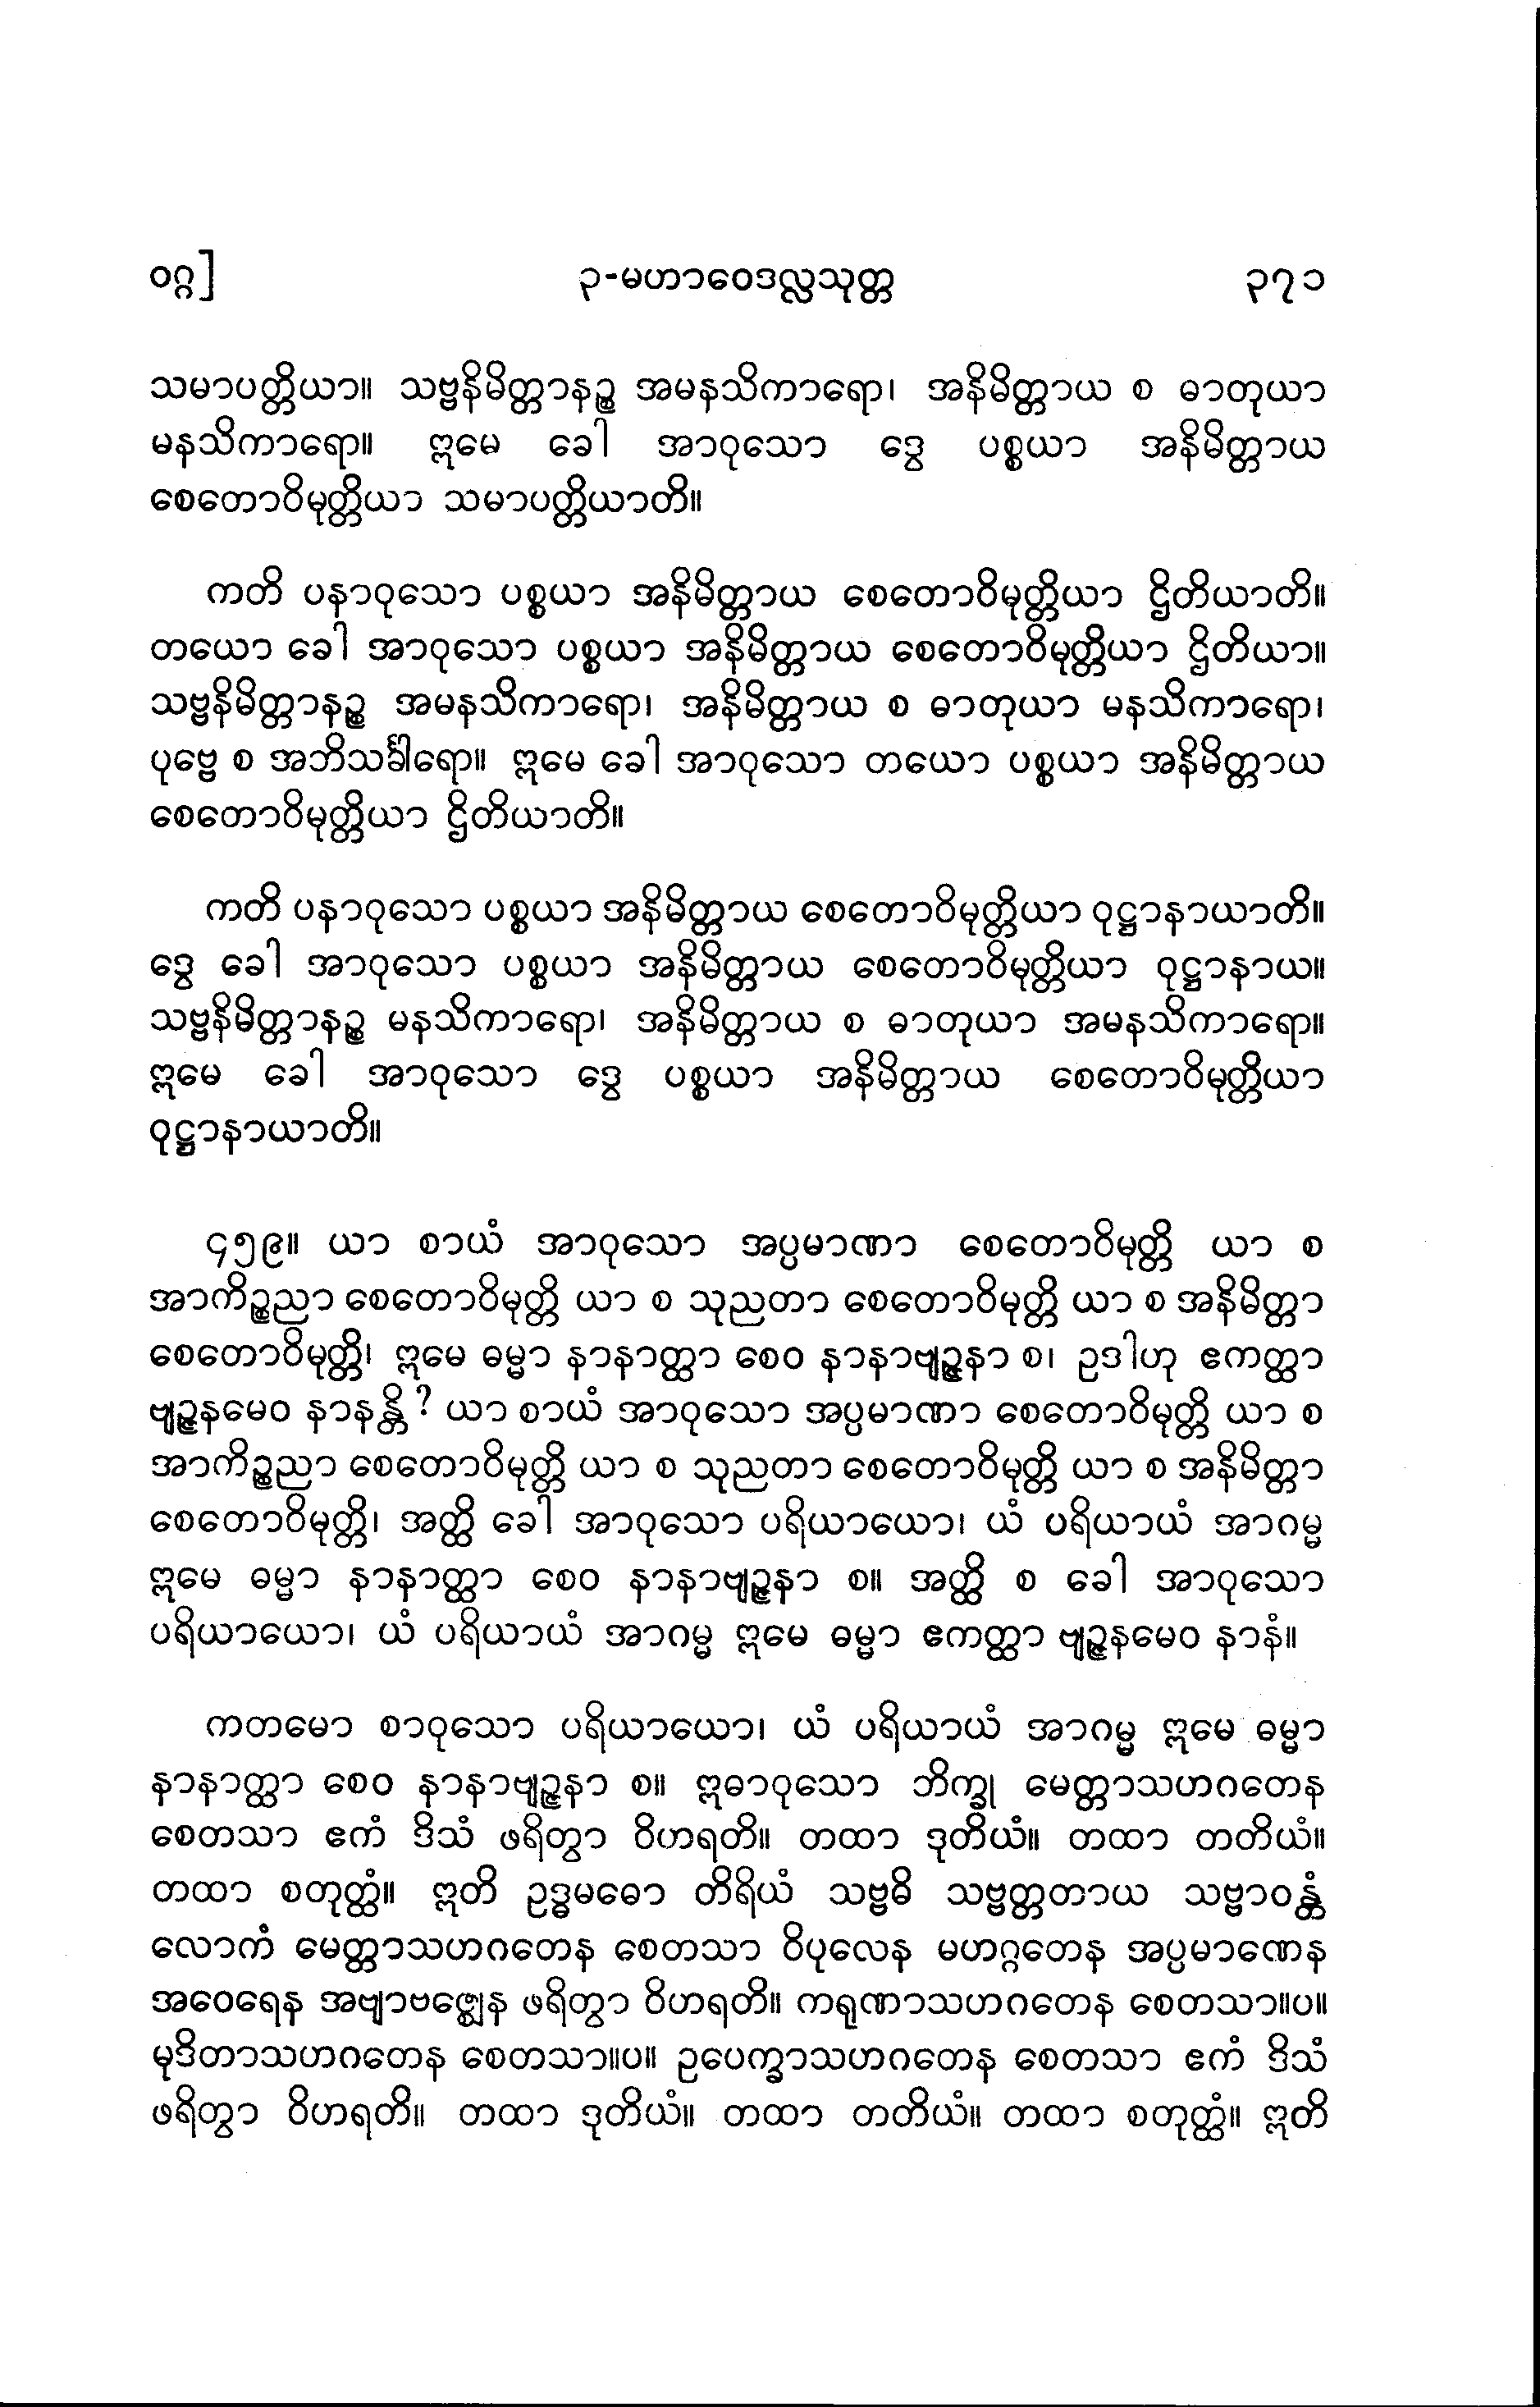 ဝဂ္ဂ] ၃-မဟာဝေဒလ္လသုတ္တ ၃၇၁
သမာပတ္တိယာ။ သဗ္ဗနိမိတ္တာနဉ္စ အမနသိကာရော၊ အနိမိတ္တာယ စ ဓာတုယာ
မနသိကာရော။ ဣမေ ခေါ အာဝုသော ဒွေ ပစ္စယာ အနိမိတ္တာယ
စေတောဝိမုတ္တိယာ သမာပတ္တိယာတိ။
ကတိ ပနာဝုသော ပစ္စယာ အနိမိတ္တာယ စေတောဝိမုတ္တိယာ ဌိတိယာတိ။
တယော ခေါ အာဝုသော ပစ္စယာ အနိမိတ္တာယ စေတောဝိမုတ္တိယာ ဌိတိယာ။
သဗ္ဗနိမိတ္တာနဉ္စ အမနသိကာရော၊ အနိမိတ္တာယ စ ဓာတုယာ မနသိကာရော၊
ပုဗ္ဗေ စ အဘိသင်္ခါရော။ ဣမေ ခေါ အာဝုသော တယော ပစ္စယာ အနိမိတ္တာယ
စေတောဝိမုတ္တိယာ ဌိတိယာတိ။
ကတိ ပနာဝုသော ပစ္စယာ အနိမိတ္တာယ စေတောဝိမုတ္တိယာ ဝုဋ္ဌာနာယာတိ။
ဒွေ ခေါ အာဝုသော ပစ္စယာ အနိမိတ္တာယ စေတောဝိမုတ္တိယာ ဝုဋ္ဌာနာယ။
သဗ္ဗနိမိတ္တာနဉ္စ မနသိကာရော၊ အနိမိတ္တာယ စ ဓာတုယာ အမနသိကာရော။
ဣမေ ခေါ အာဝုသော ဒွေ ပစ္စယာ အနိမိတ္တာယ စေတောဝိမုတ္တိယာ
ဝုဋ္ဌာနာယာတိ။
၄၅၉။ ယာ စာယံ အာဝုသော အပ္ပမာဏာ စေတောဝိမုတ္တိ ယာ စ
အာကိဉ္စညာ စေတောဝိမုတ္တိ ယာ စ သုညတာ စေတောဝိမုတ္တိ ယာ စ အနိမိတ္တာ
စေတောဝိမုတ္တိ၊ ဣမေ ဓမ္မာ နာနာတ္ထာ စေဝ နာနာဗျဉ္ဇနာ စ၊ ဥဒါဟု ဧကတ္ထာ
ဗျဉ္ဇနမေဝ နာနန္တိ? ယာ စာယံ အာဝုသော အပ္ပမာဏာ စေတောဝိမုတ္တိ ယာ စ
အာကိဉ္စညာ စေတောဝိမုတ္တိ ယာ စ သုညတာ စေတောဝိမုတ္တိ ယာ စ အနိမိတ္တာ
စေတောဝိမုတ္တိ၊ အတ္ထိ ခေါ အာဝုသော ပရိယာယော၊ ယံ ပရိယာယံ အာဂမ္မ
ဣမေ ဓမ္မာ နာနာတ္ထာ စေဝ နာနာဗျဉ္ဇနာ စ။ အတ္ထိ စ ခေါ အာဝုသော
ပရိယာယော၊ ယံ ပရိယာယံ အာဂမ္မ ဣမေ ဓမ္မာ ဧကတ္ထာ ဗျဉ္ဇနမေဝ နာနံ။
ကတမော စာဝုသော ပရိယာယော၊ ယံ ပရိယာယံ အာဂမ္မ ဣမေ ဓမ္မာ
နာနာတ္ထာ စေဝ နာနာဗျဉ္ဇနာ စ။ ဣဓာဝုသော ဘိက္ခု မေတ္တာသဟဂတေန
စေတသာ ဧကံ ဒိသံ ဖရိတွာ ဝိဟရတိ။ တထာ ဒုတိယံ။ တထာ တတိယံ။
တထာ စတုတ္ထံ။ ဣတိ ဥဒ္ဓမဓော တိရိယံ သဗ္ဗဓိ သဗ္ဗတ္တတာယ သဗ္ဗာဝန္တံ
လောကံ မေတ္တာသဟဂတေန စေတသာ ဝိပုလေန မဟဂ္ဂတေန အပ္ပမာဏေန
အဝေရေန အဗျာဗဇ္ဈေန ဖရိတွာ ဝိဟရတိ။ ကရုဏာသဟဂတေန စေတသာ။ပ။
မုဒိတာသဟဂတေန စေတသာ။ပ။ ဥပေက္ခာသဟဂတေန စေတသာ ဧကံ ဒိသံ
ဖရိတွာ ဝိဟရတိ။ တထာ ဒုတိယံ။ တထာ တတိယံ။ တထာ စတုတ္ထံ။ ဣတိ